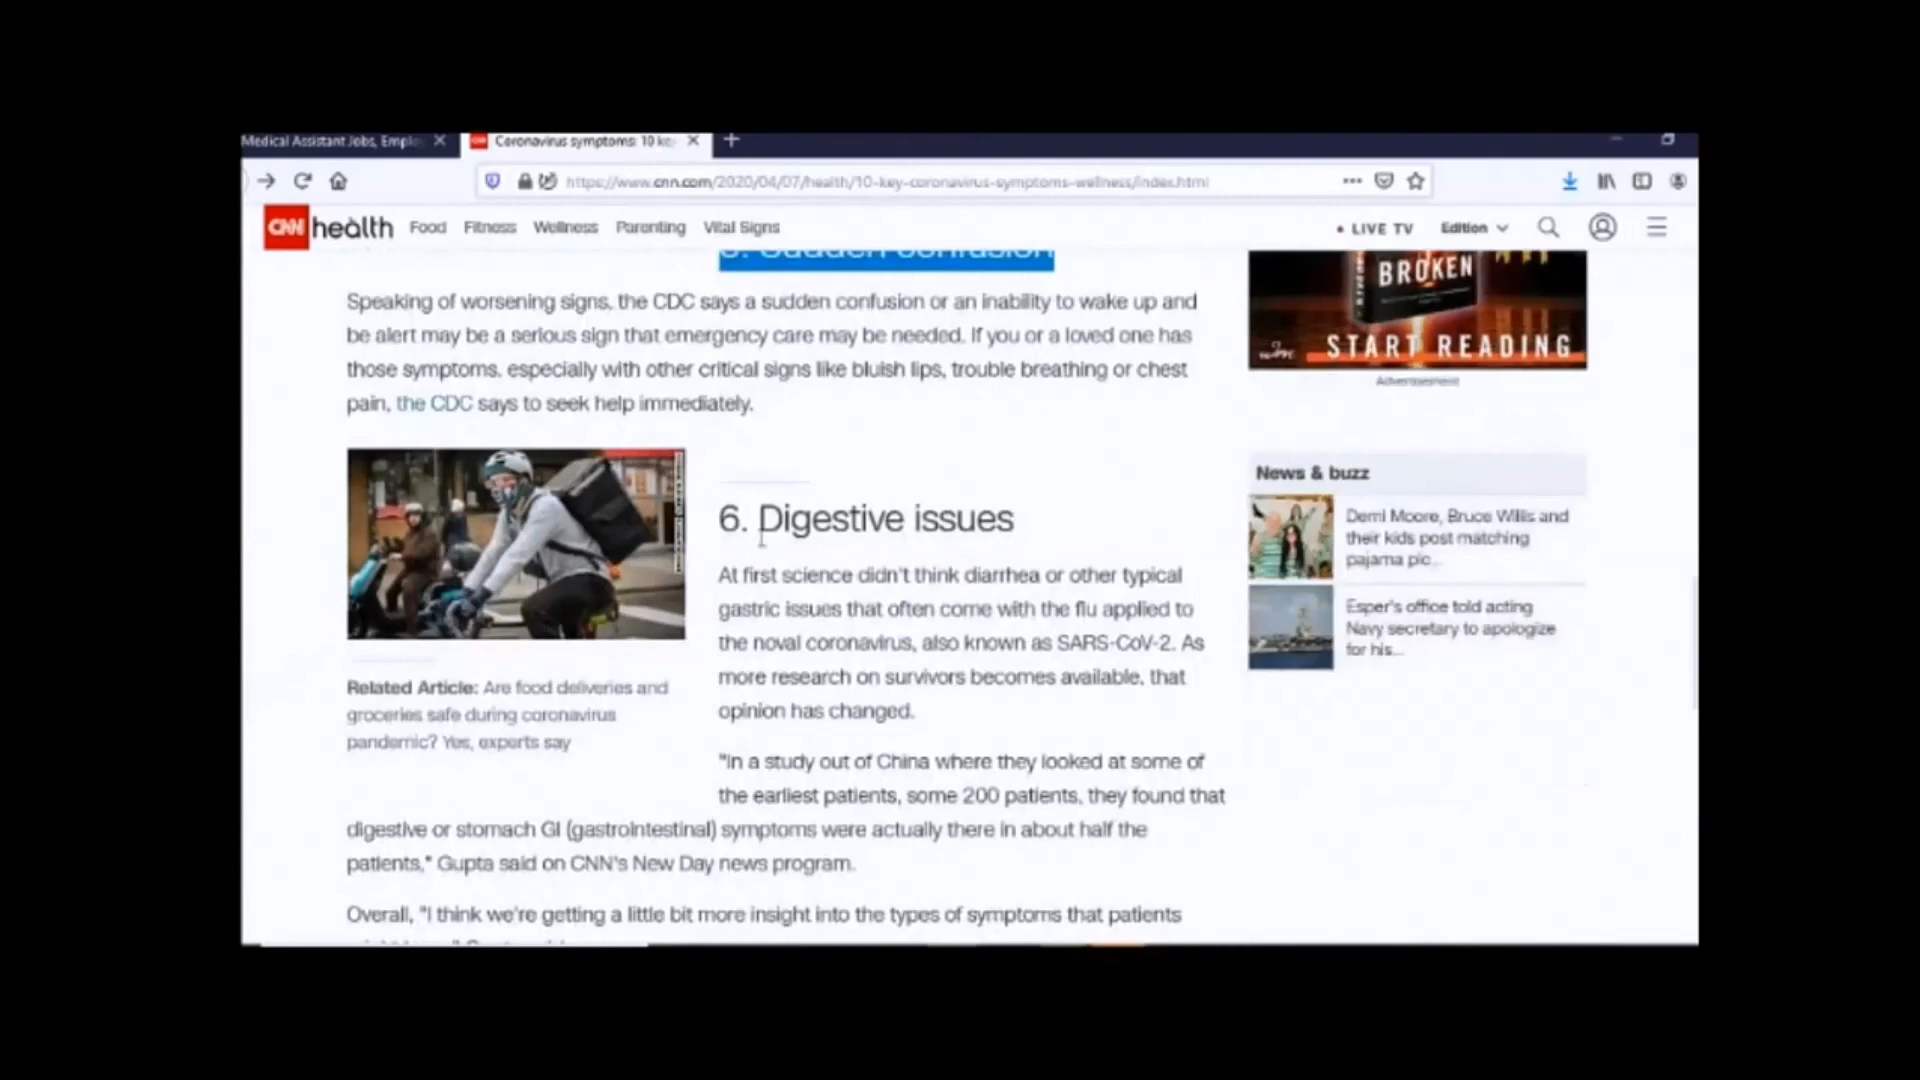 Medical Assistant Jobs, Emplo
Coronavirus symptoms: 10 key
https://www.cnn.com/2020/04/07/health/10-key-coronavirus-symptoms-wellness/index.html
CNN health Food Fitness Wellness Parenting Vital Signs
LIVE TV Edition
5. Sudden confusion
Speaking of worsening signs, the CDC says a sudden confusion or an inability to wake up and
be alert may be a serious sign that emergency care may be needed. If you or a loved one has
those symptoms, especially with other critical signs like bluish lips, trouble breathing or chest
pain, the CDC says to seek help immediately.
Related Article: Are food deliveries and
groceries safe during coronavirus
pandemic? Yes, experts say
6. Digestive issues
At first science didn't think diarrhea or other typical
gastric issues that often come with the flu applied to
the noval coronavirus, also known as SARS-CoV-2. As
more research on survivors becomes available, that
opinion has changed.
"In a study out of China where they looked at some of
the earliest patients, some 200 patients, they found that
digestive or stomach GI (gastrointestinal) symptoms were actually there in about half the
patients," Gupta said on CNN's New Day news program.
Overall, "I think we're getting a little bit more insight into the types of symptoms that patients
BROKEN
START READING
Advertisement
News & buzz
Demi Moore, Bruce Willis and
their kids post matching
pajama pic...
Esper's office told acting
Navy secretary to apologize
for his...